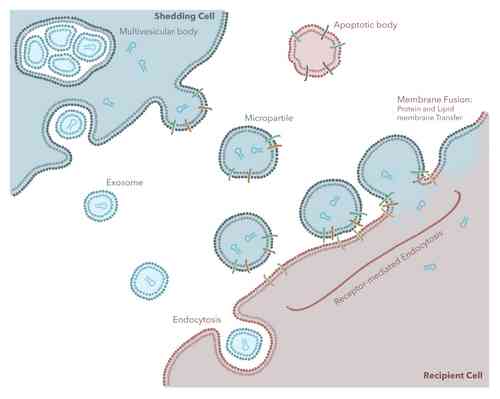 Shedding Cell
Multivesicular body
Apoptotic body
Membrane Fusion:
Protein and Lipid
membrane Transfer
Micropartile
Exosome
Receptor-mediated Endocytosis
Endocytosis
Recipient Cell